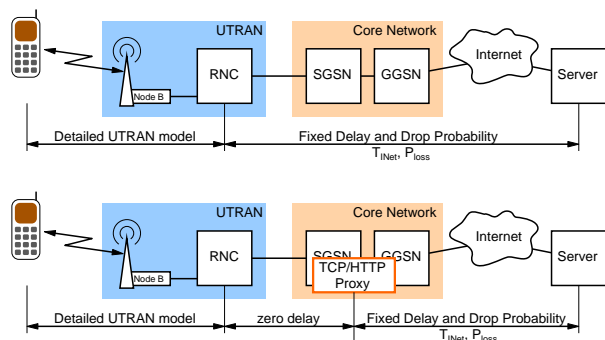 UTRAN
Core Network
RNC
SGSN
GGSN
Internet
Server
Node B
Detailed UTRAN model
Fixed Delay and Drop Probability
T_INet, P_loss
UTRAN
Core Network
RNC
SGSN
GGSN
Internet
Server
TCP/HTTP
Proxy
Node B
Detailed UTRAN model
zero delay
Fixed Delay and Drop Probability
T_INet, P_loss